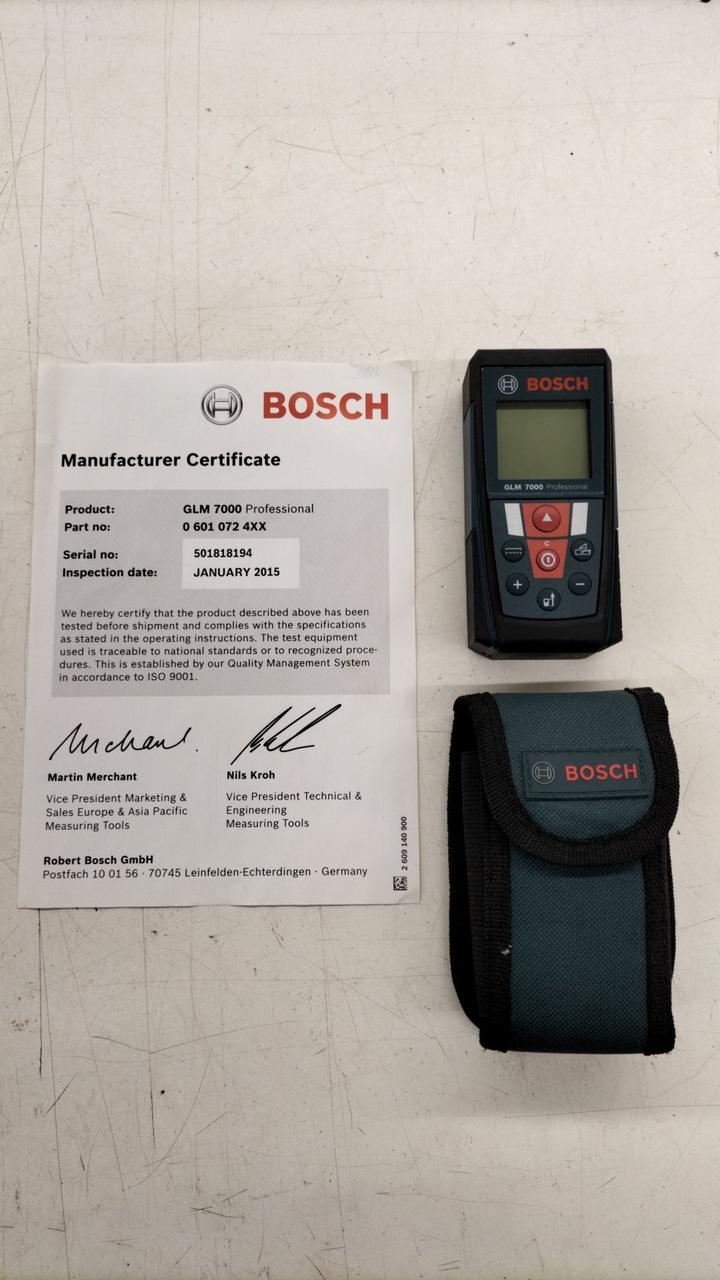 BOSCH
Manufacturer Certificate
Product: GLM 7000 Professional
Part no: 0 601 072 4XX
Serial no: 501818194
Inspection date: JANUARY 2015
We hereby certify that the product described above has been
tested before shipment and complies with the specifications
as stated in the operating instructions. The test equipment
used is traceable to national standards or to recognized proce-
dures. This is established by our Quality Management System
in accordance to ISO 9001.
Martin Merchant
Vice President Marketing &
Sales Europe & Asia Pacific
Measuring Tools
Nils Kroh
Vice President Technical &
Engineering
Measuring Tools
Robert Bosch GmbH
Postfach 10 01 56 · 70745 Leinfelden-Echterdingen · Germany
2 609 140 900
BOSCH
GLM 7000 Professional
C
+
−
BOSCH